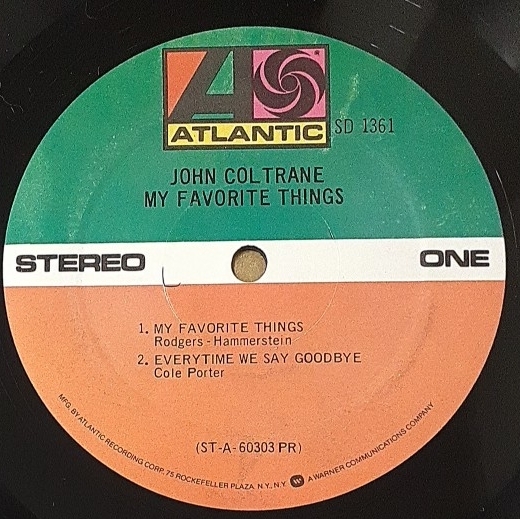 ATLANTIC
SD 1361
JOHN COLTRANE
MY FAVORITE THINGS
STEREO ONE
1. MY FAVORITE THINGS
Rodgers-Hammerstein
2. EVERYTIME WE SAY GOODBYE
Cole Porter
(ST-A-60303 PR)
MFG. BY ATLANTIC RECORDING CORP. 75 ROCKEFELLER PLAZA N.Y., N.Y. A WARNER COMMUNICATIONS COMPANY